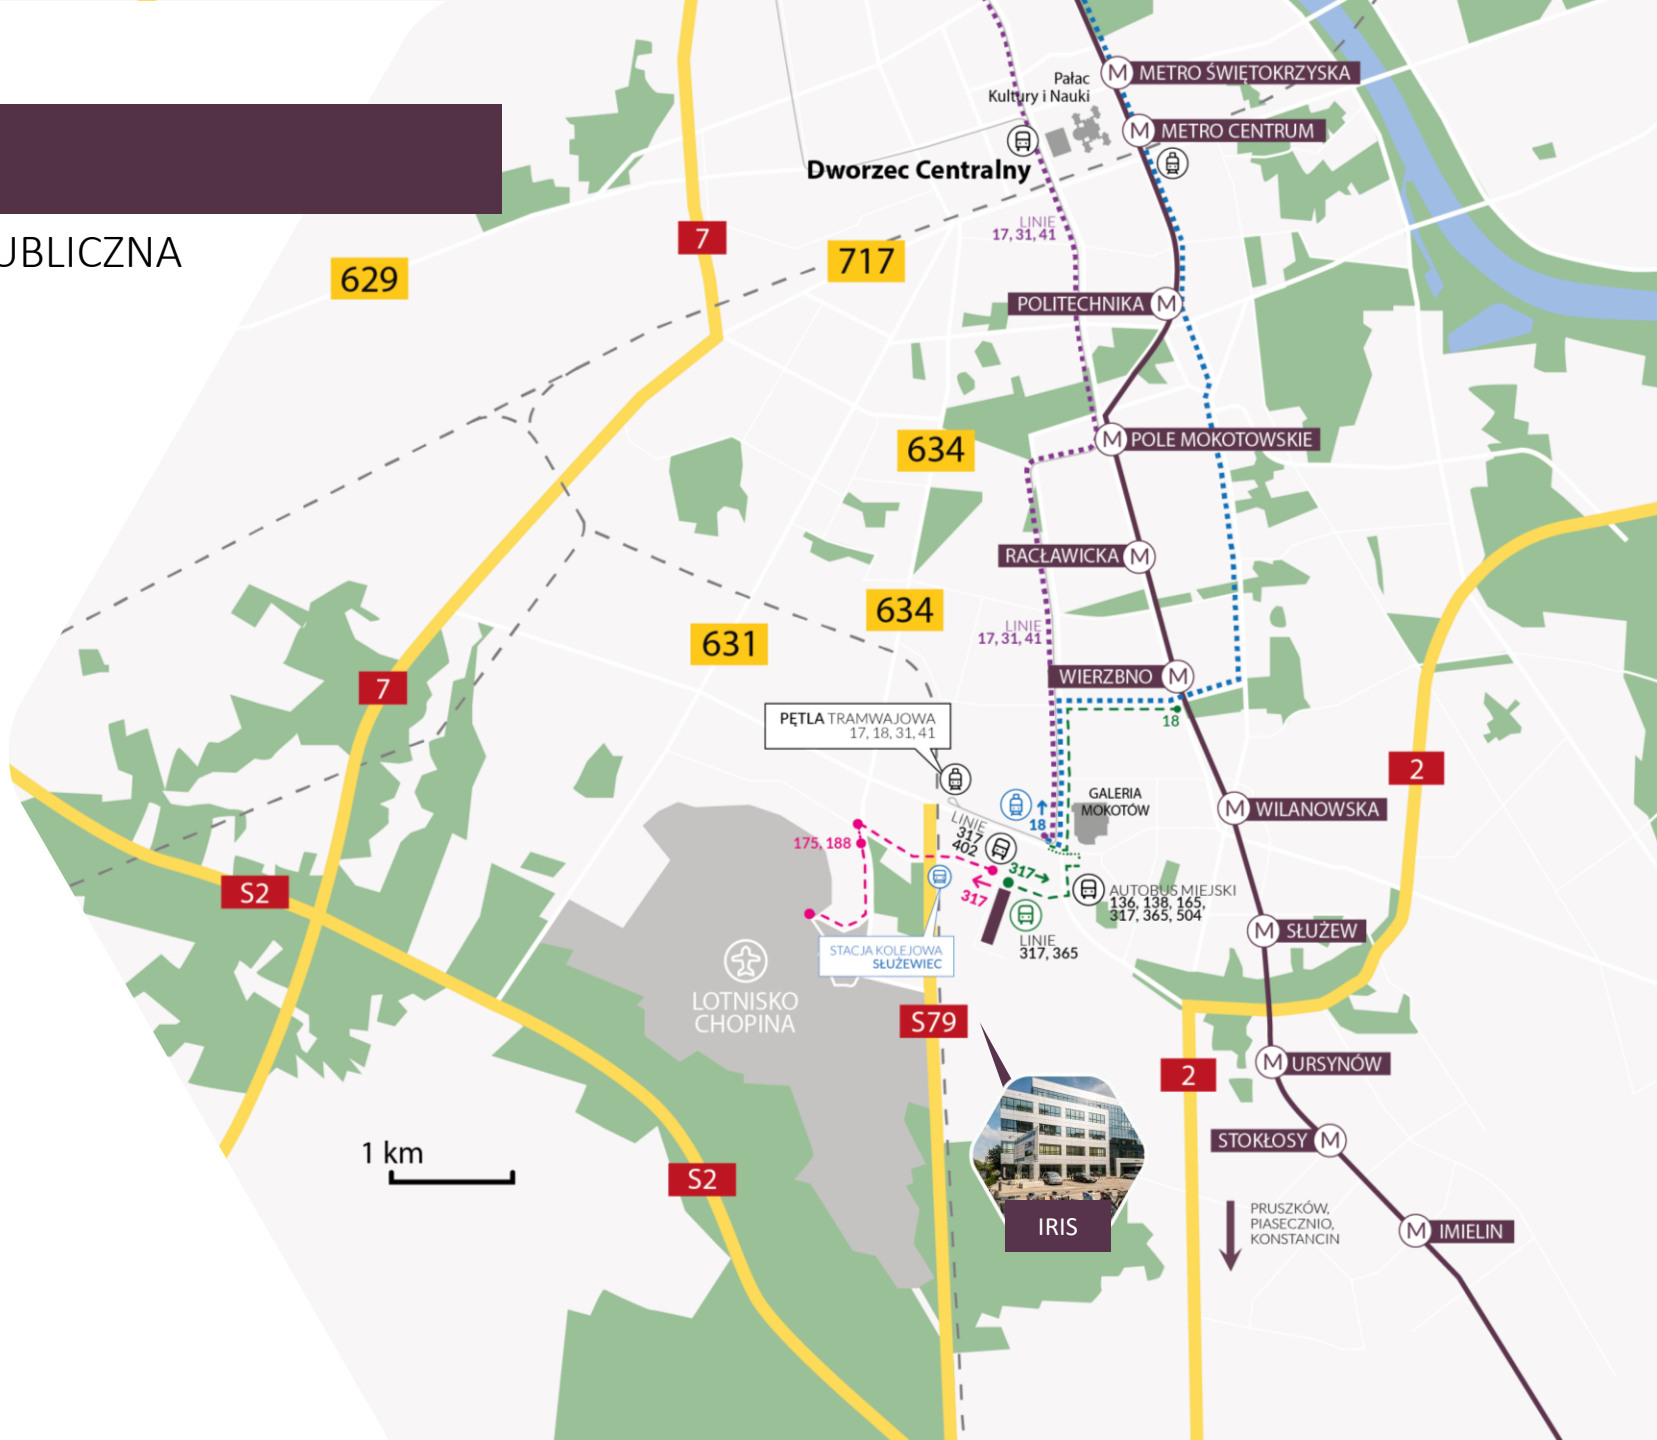 UBLICZNA
METRO ŚWIĘTOKRZYSKA
Pałac
Kultury i Nauki
METRO CENTRUM
Dworzec Centralny
LINIE
17, 31, 41
7
717
629
POLITECHNIKA
634
POLE MOKOTOWSKIE
RACŁAWICKA
634
631
LINIE
17, 31, 41
WIERZBNO
7
18
PĘTLA TRAMWAJOWA
17, 18, 31, 41
2
GALERIA
MOKOTÓW
WILANOWSKA
18
LINIE
317
402
175, 188
317
317
S2
AUTOBUS MIEJSKI
136, 138, 165,
317, 365, 504
SŁUŻEW
LINIE
317, 365
STACJA KOLEJOWA
SŁUŻEWIEC
LOTNISKO
CHOPINA
S79
URSYNÓW
2
STOKŁOSY
1 km
S2
IRIS
PRUSZKÓW,
PIASECZNIO,
KONSTANCIN
IMIELIN
M
M
M
M
M
M
M
M
M
M
M